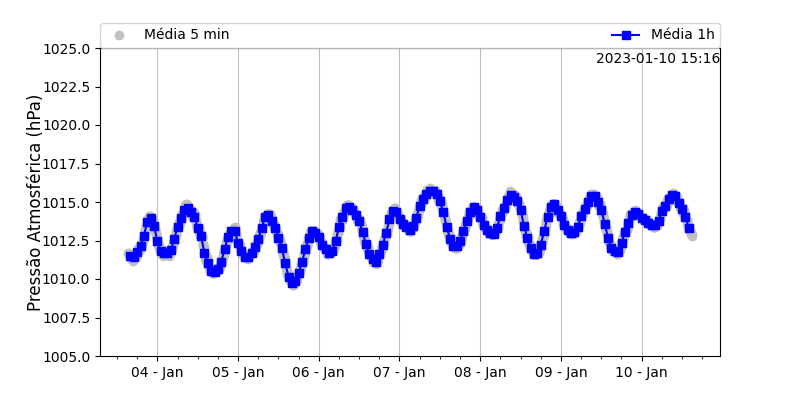 Média 5 min
Média 1h
2023-01-10 15:16
Pressão Atmosférica (hPa)
1025.0
1022.5
1020.0
1017.5
1015.0
1012.5
1010.0
1007.5
1005.0
04 - Jan
05 - Jan
06 - Jan
07 - Jan
08 - Jan
09 - Jan
10 - Jan